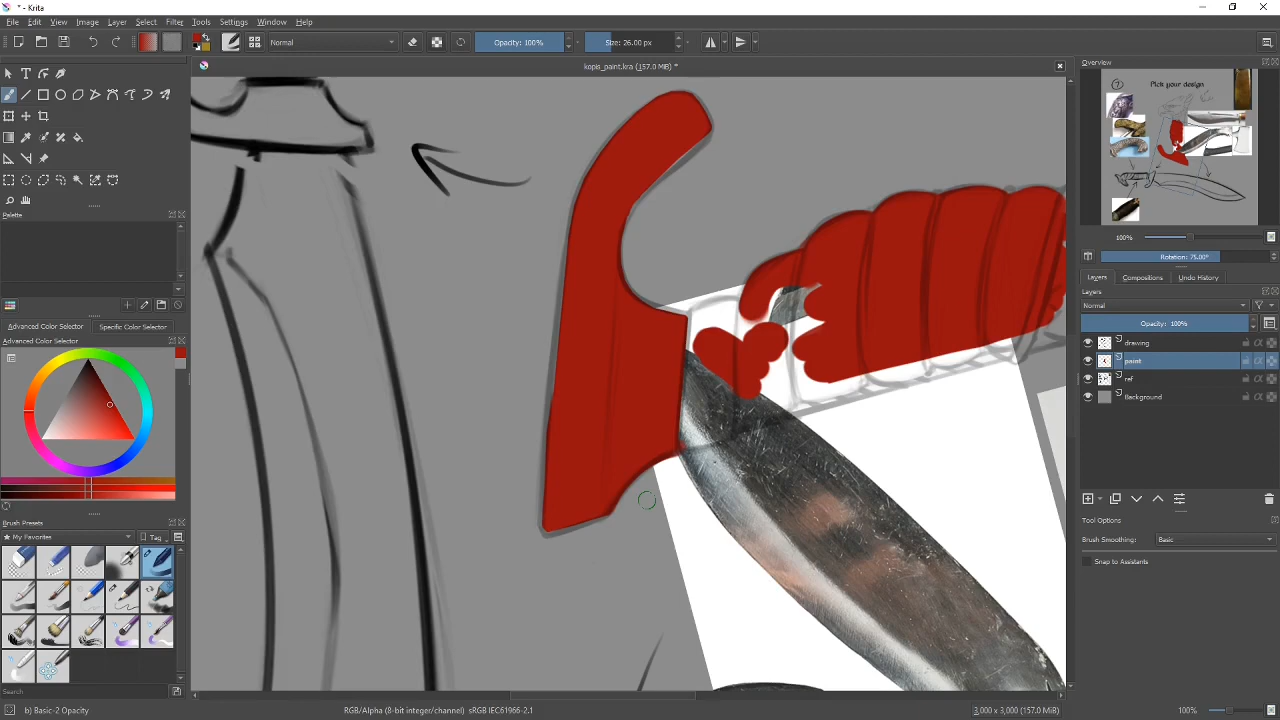 * - Krita
File Edit View Image Layer Select Filter Tools Settings Window Help
Normal
Opacity: 100%
Size: 26.00 px
kopis_paint.kra (157.0 MiB) *
Palette
Advanced Color Selector Specific Color Selector
Advanced Color Selector
Brush Presets
My Favorites
Tag
Search
Overview
Pick your design
100%
Rotation: 75.00°
Layers Compositions Undo History
Layers
Normal
Opacity: 100%
drawing
paint
ref
Background
Tool Options
Brush Smoothing: Basic
Snap to Assistants
b) Basic-2 Opacity
RGB/Alpha (8-bit integer/channel) sRGB IEC61966-2.1
3,000 x 3,000 (157.0 MiB)
100%